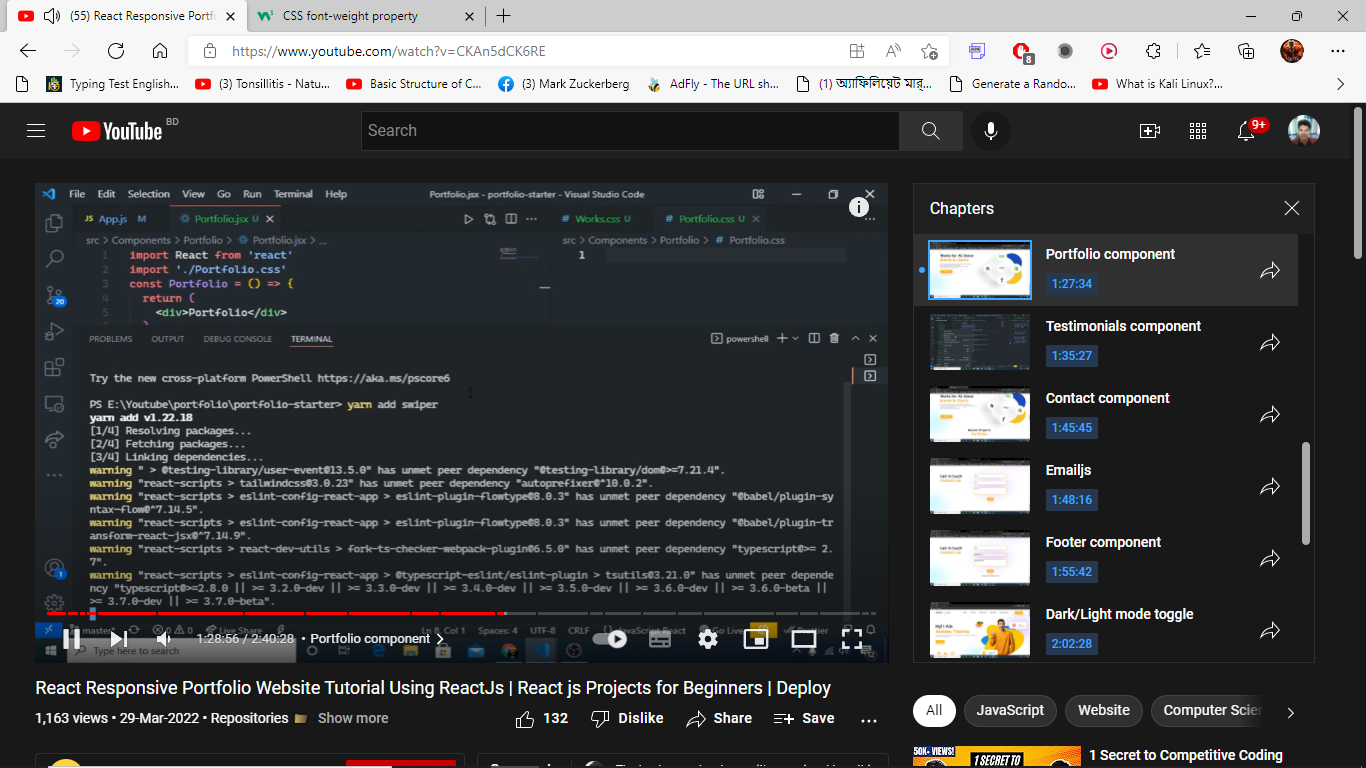 (55) React Responsive Portfo
CSS font-weight property
https://www.youtube.com/watch?v=CKAn5dCK6RE
8
Typing Test English...
(3) Tonsillitis - Natu...
Basic Structure of C...
(3) Mark Zuckerberg
AdFly - The URL sh...
(1) অ্যাফিলিয়েট মার্...
Generate a Rando...
What is Kali Linux?...
YouTube BD
Search
9+
File Edit Selection View Go Run Terminal Help
Portfolio.jsx - portfolio-starter - Visual Studio Code
JS App.js M
Portfolio.jsx U
# Works.css U
# Portfolio.css U
src > Components > Portfolio > Portfolio.jsx > ...
src > Components > Portfolio > # Portfolio.css
1 import React from 'react'
2 import './Portfolio.css'
3 const Portfolio = () => {
4 return (
5 <div>Portfolio</div>
1
20
PROBLEMS OUTPUT DEBUG CONSOLE TERMINAL
powershell
Try the new cross-platform PowerShell https://aka.ms/pscore6
PS E:\Youtube\portfolio\portfolio-starter> yarn add swiper
yarn add v1.22.18
[1/4] Resolving packages...
[2/4] Fetching packages...
[3/4] Linking dependencies...
warning " > @testing-library/user-event@13.5.0" has unmet peer dependency "@testing-library/dom@>=7.21.4".
warning "react-scripts > tailwindcss@3.0.23" has unmet peer dependency "autoprefixer@^10.0.2".
warning "react-scripts > eslint-config-react-app > eslint-plugin-flowtype@8.0.3" has unmet peer dependency "@babel/plugin-sy
ntax-flow@^7.14.5".
warning "react-scripts > eslint-config-react-app > eslint-plugin-flowtype@8.0.3" has unmet peer dependency "@babel/plugin-tr
ansform-react-jsx@^7.14.9".
warning "react-scripts > react-dev-utils > fork-ts-checker-webpack-plugin@6.5.0" has unmet peer dependency "typescript@>= 2.
7".
warning "react-scripts > eslint-config-react-app > @typescript-eslint/eslint-plugin > tsutils@3.21.0" has unmet peer depende
ncy "typescript@>=2.8.0 || >= 3.2.0-dev || >= 3.3.0-dev || >= 3.4.0-dev || >= 3.5.0-dev || >= 3.6.0-dev || >= 3.6.0-beta ||
>= 3.7.0-dev || >= 3.7.0-beta".
1
master* 0 0 Live Share
Ln 8, Col 1 Spaces: 4 UTF-8 CRLF JavaScript React Go Live Prettier
1:28:56 / 2:40:28 • Portfolio component
Type here to search
Chapters
Portfolio component
1:27:34
Testimonials component
1:35:27
Contact component
1:45:45
Emailjs
1:48:16
Footer component
1:55:42
Dark/Light mode toggle
2:02:28
React Responsive Portfolio Website Tutorial Using ReactJs | React js Projects for Beginners | Deploy
1,163 views • 29-Mar-2022 • Repositories Show more
132 Dislike Share Save
All JavaScript Website Computer Scien
50K+ VIEWS!
1 SECRET TO
1 Secret to Competitive Coding